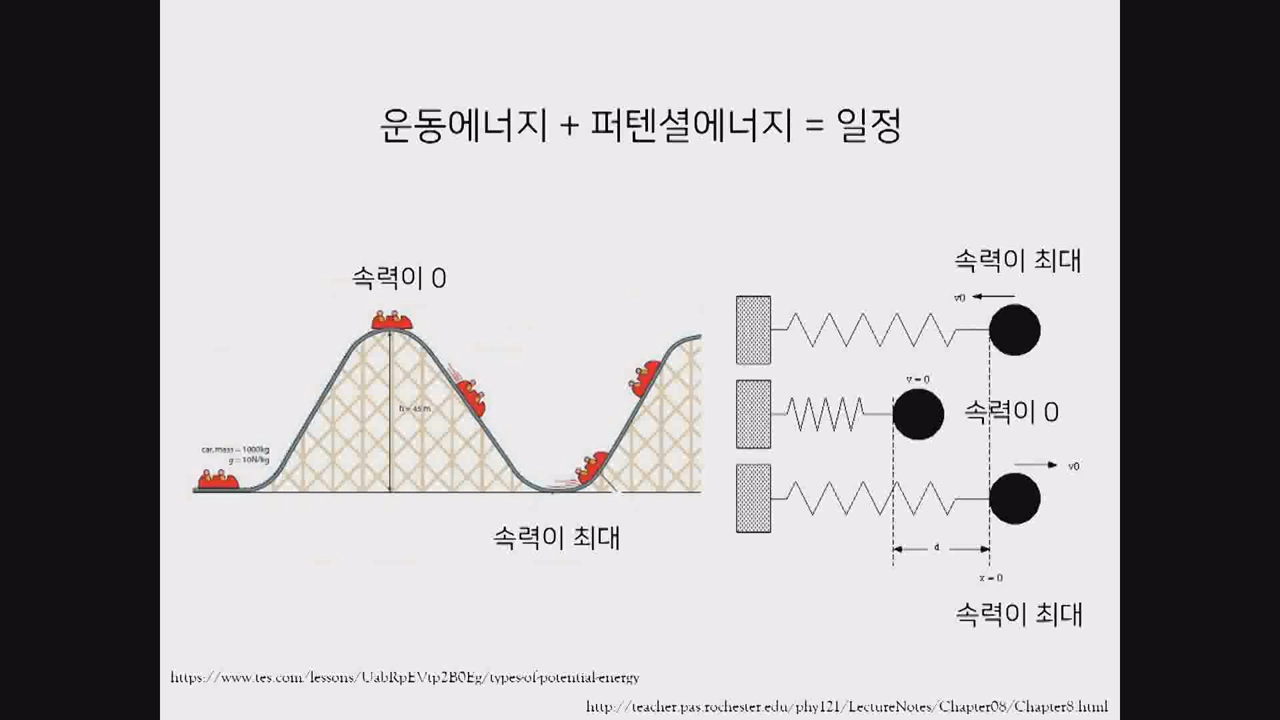 운동에너지 + 퍼텐셜에너지 = 일정
속력이 0
h = 45 m
car, mass = 1000kg
g = 10N/kg
속력이 최대
속력이 최대
v0
v = 0
속력이 0
v0
d
x = 0
속력이 최대
https://www.tes.com/lessons/UabRpEVtp2B0Eg/types-of-potential-energy
http://teacher.pas.rochester.edu/phy121/LectureNotes/Chapter08/Chapter8.html